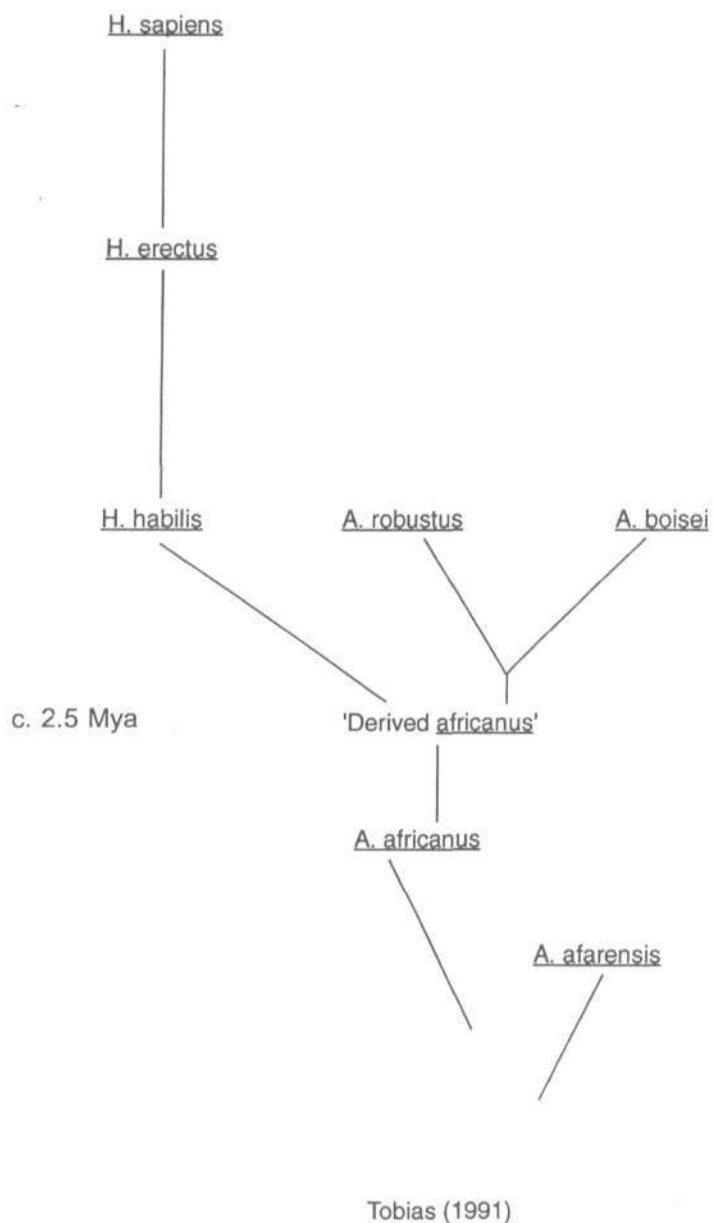 H. sapiens
H. erectus
H. habilis A. robustus A. boisei
c. 2.5 Mya 'Derived africanus'
A. africanus
A. afarensis
Tobias (1991)